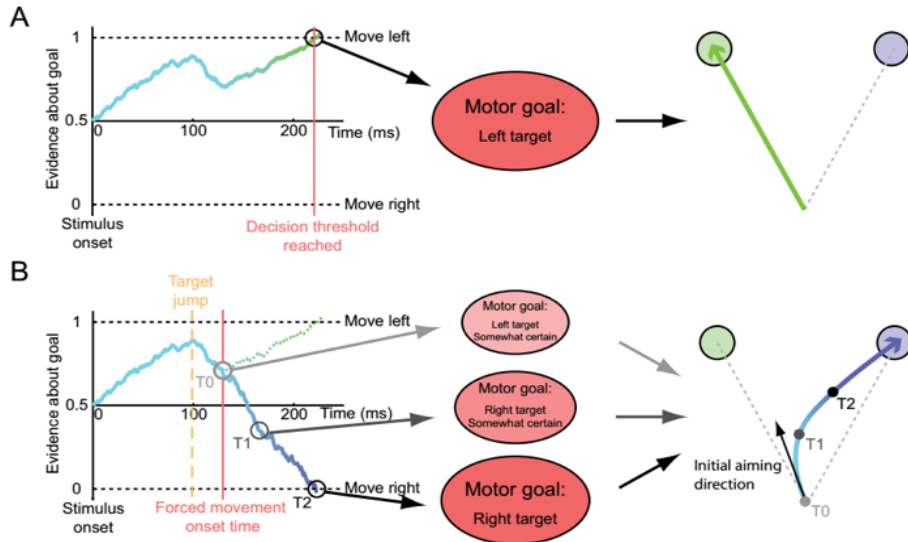 A
Evidence about goal
1
0.5
0
0
100
200
Time (ms)
Move left
Move right
Stimulus
onset
Decision threshold
reached
Motor goal:
Left target
B
Target
jump
Evidence about goal
1
0.5
0
0
100
200
Time (ms)
Move left
Move right
T0
T1
T2
Stimulus
onset
Forced movement
onset time
Motor goal:
Left target
Somewhat certain
Motor goal:
Right target
Somewhat certain
Motor goal:
Right target
T2
T1
Initial aiming
direction
T0